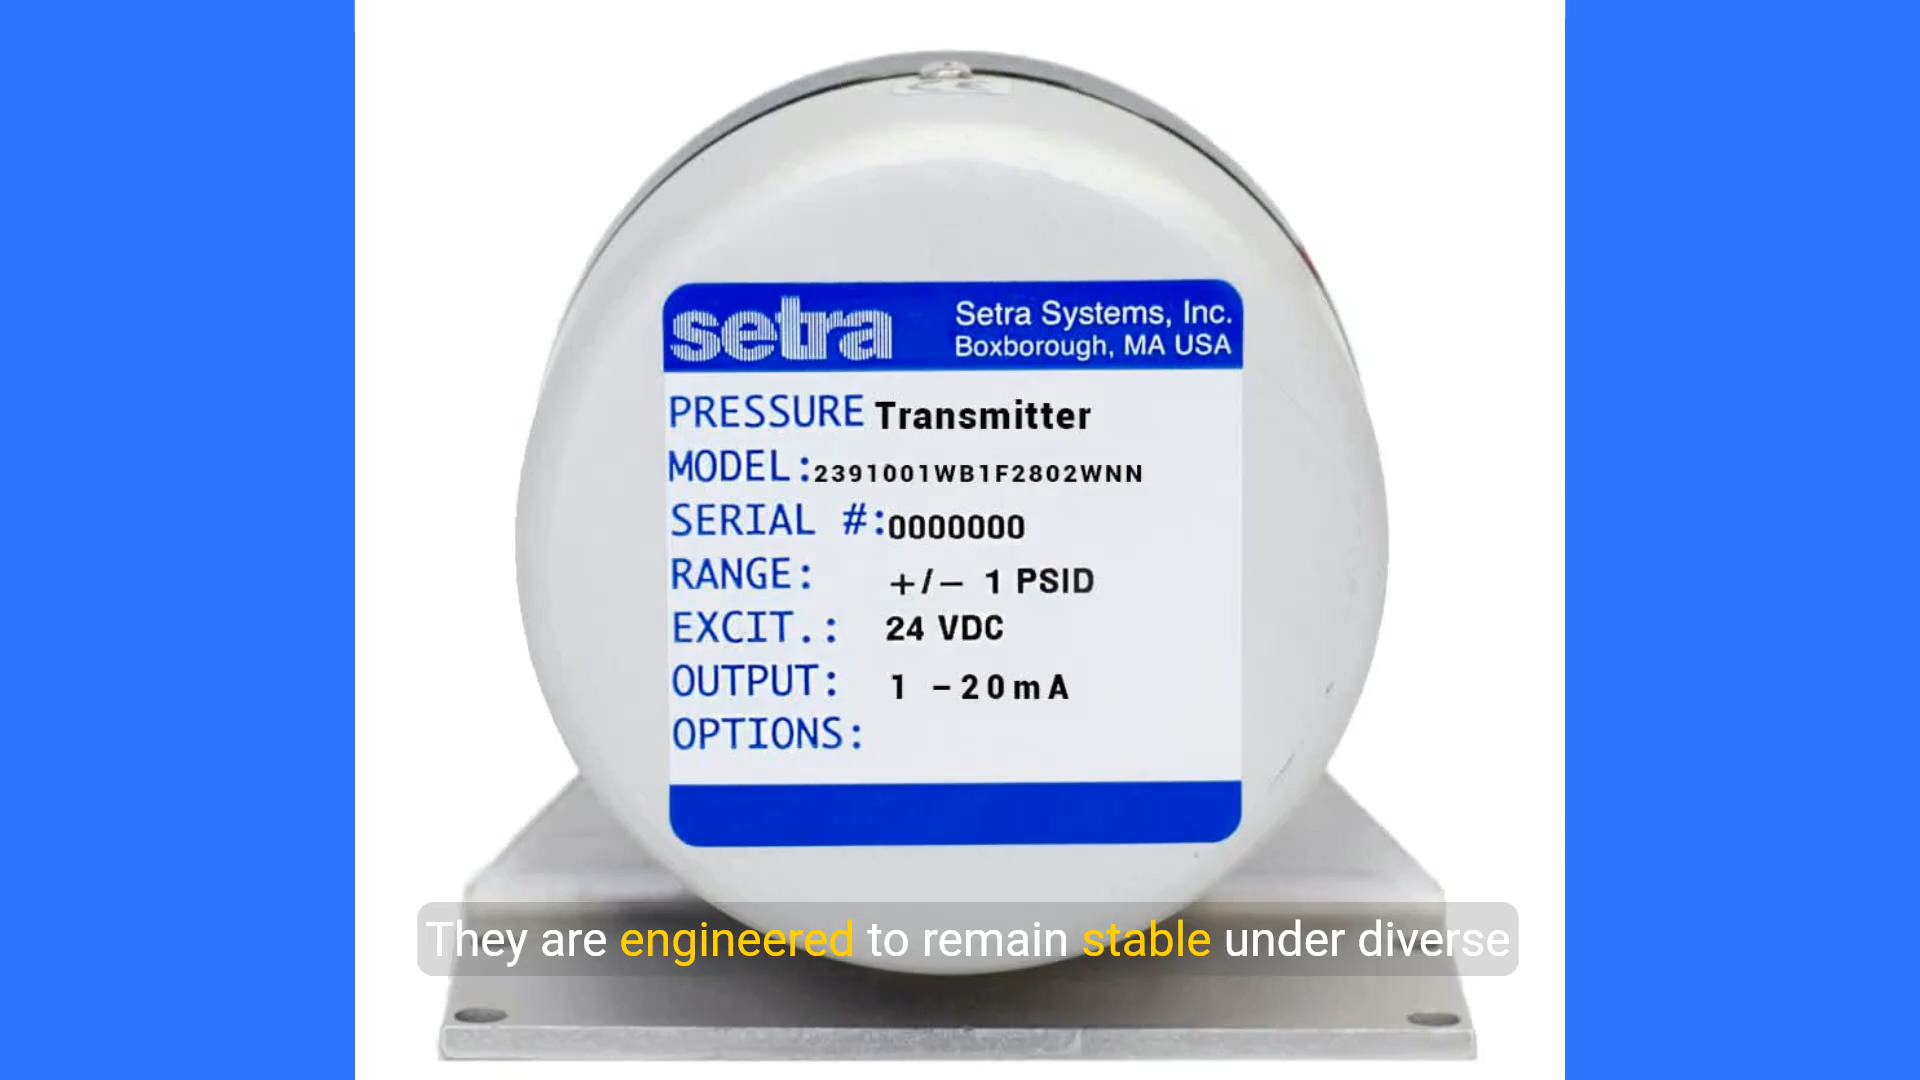 CE
setra
Setra Systems, Inc.
Boxborough, MA USA
PRESSURE Transmitter
MODEL:2391001WB1F2802WNN
SERIAL #:0000000
RANGE: +/- 1 PSID
EXCIT.: 24 VDC
OUTPUT: 1 -20mA
OPTIONS:
They are engineered to remain stable under diverse